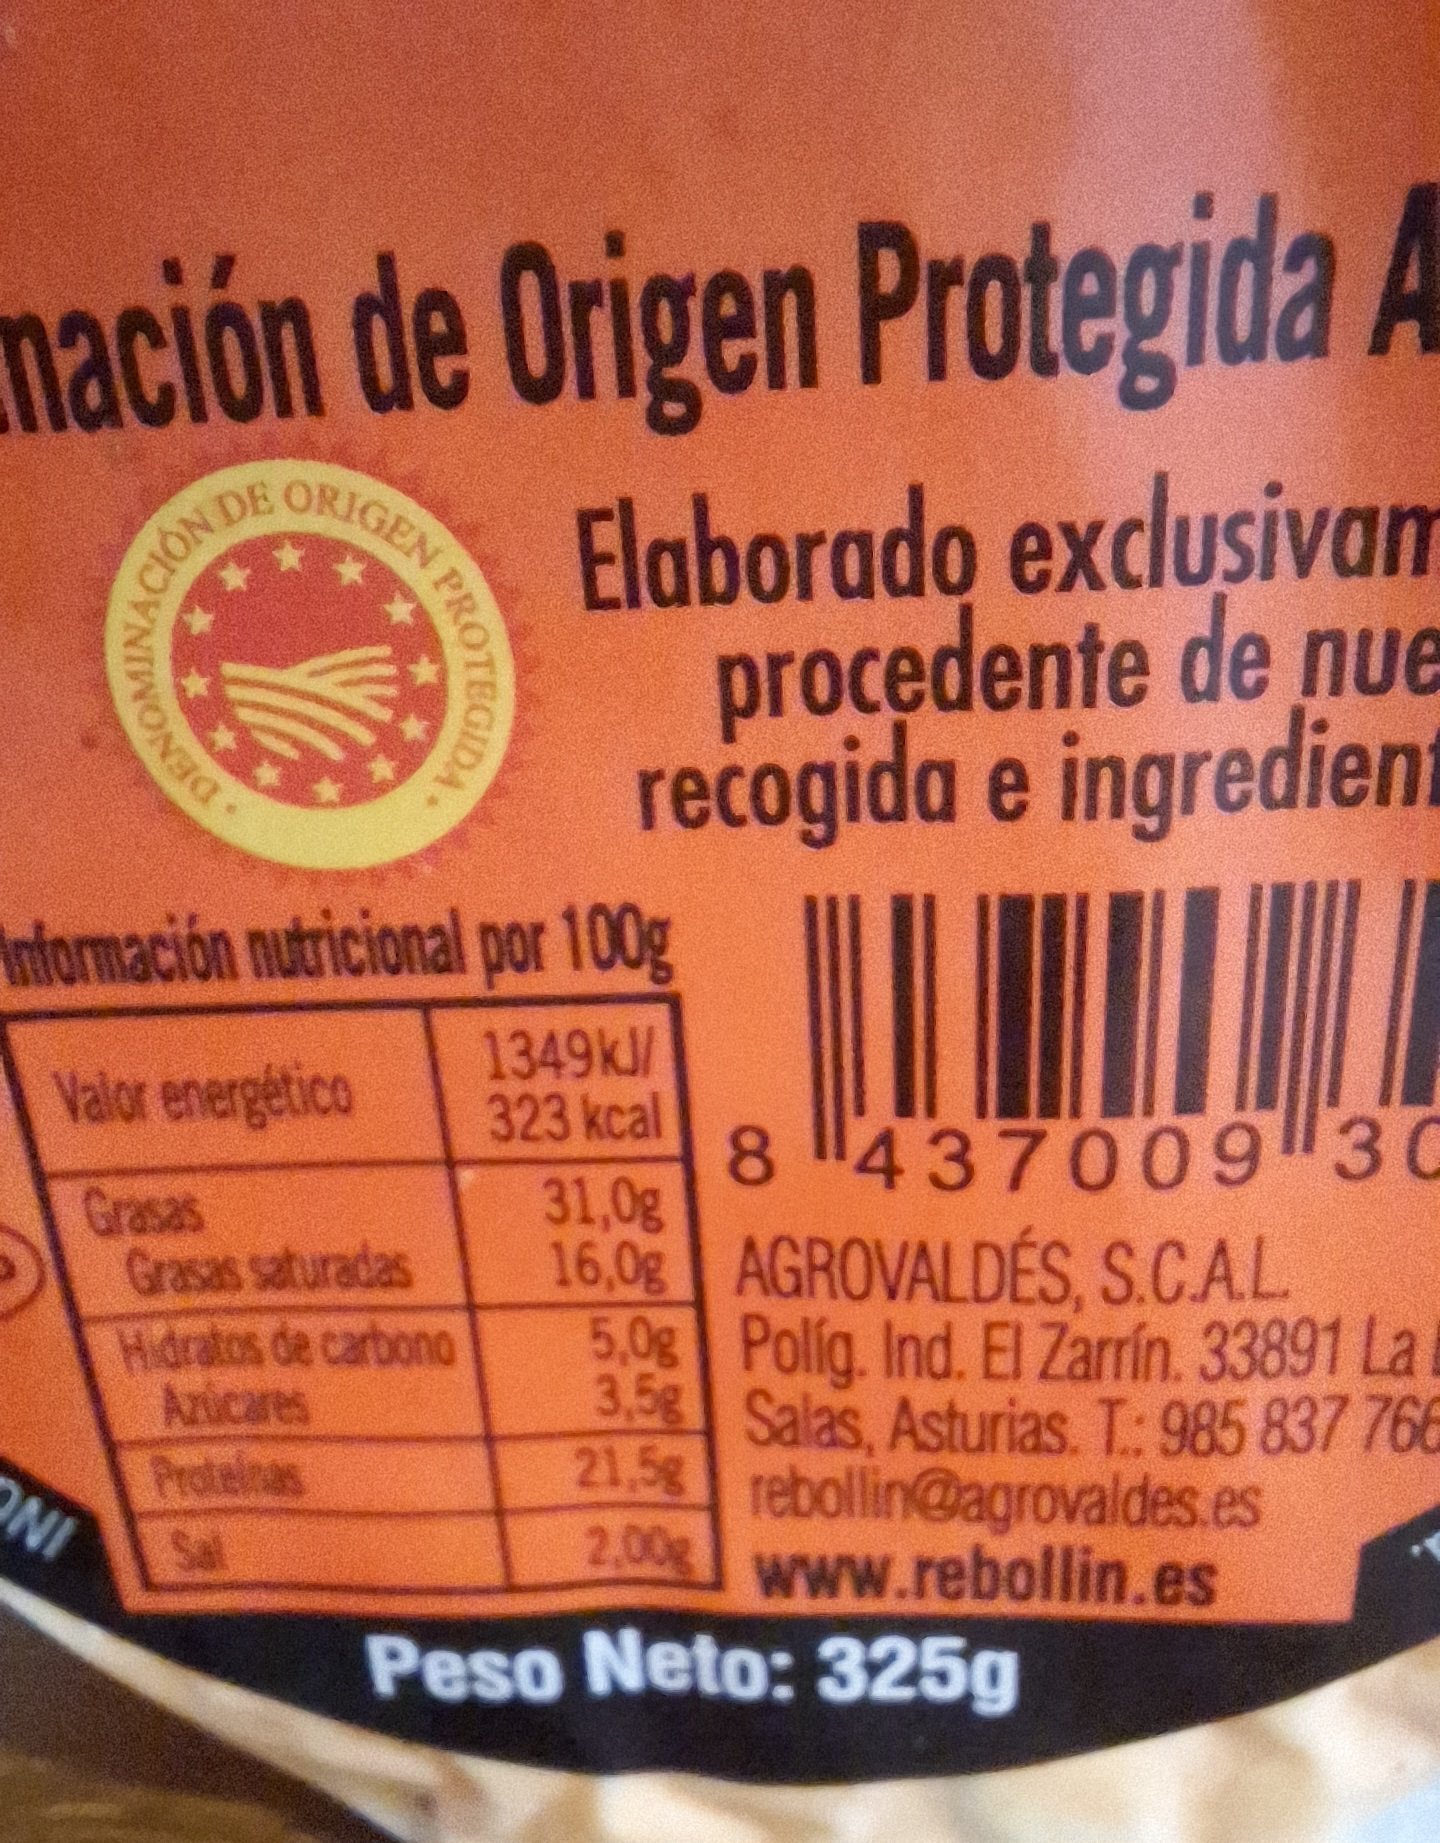 mación de Origen Protegida A
DENOMINACIÓN DE ORIGEN PROTEGIDA
Elaborado exclusivam
procedente de nue
recogida e ingredient
Información nutricional por 100g
Valor energético 1349kJ/
323 kcal
Grasas 31,0g
Grasas saturadas 16,0g
Hidratos de carbono 5,0g
Azúcares 3,5g
Proteínas 21,5g
Sal 2,00g
8 437009 30
AGROVALDÉS, S.C.A.L.
Políg. Ind. El Zarrín. 33891 La
Salas, Asturias. T.: 985 837 766
rebollin@agrovaldes.es
www.rebollin.es
Peso Neto: 325g